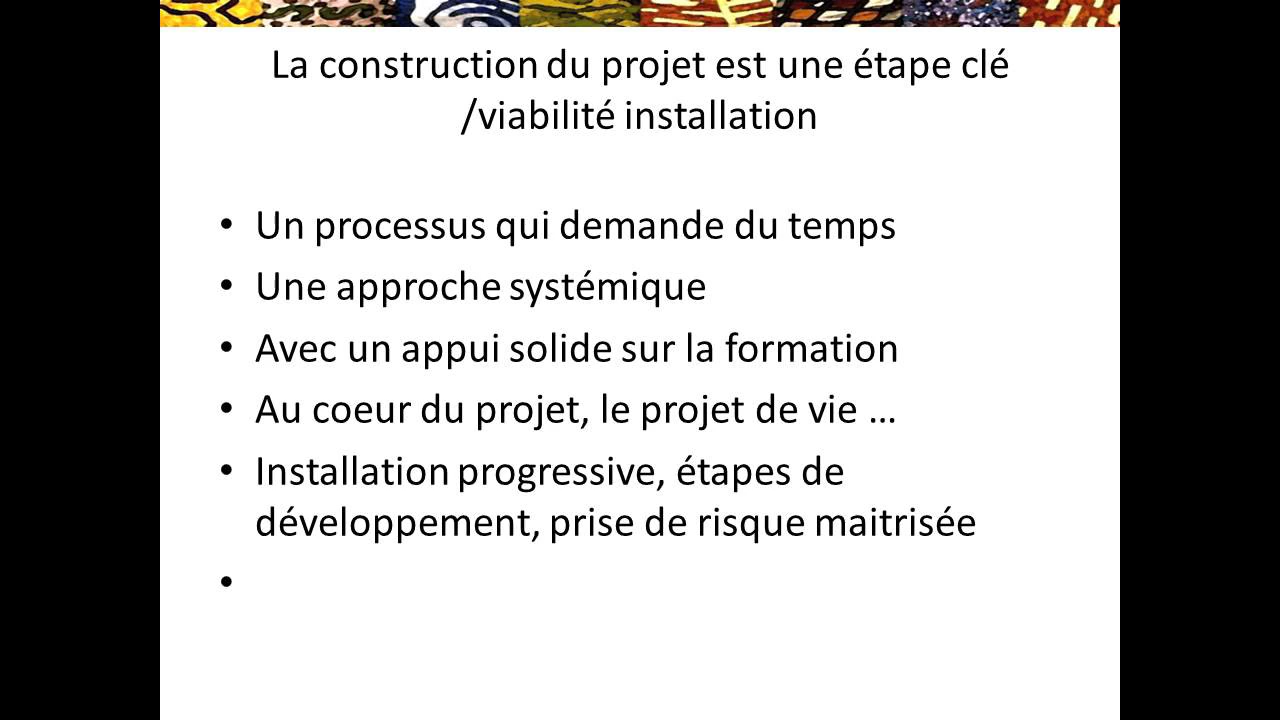 La construction du projet est une étape clé
/viabilité installation
• Un processus qui demande du temps
• Une approche systémique
• Avec un appui solide sur la formation
• Au coeur du projet, le projet de vie …
• Installation progressive, étapes de
développement, prise de risque maitrisée
•